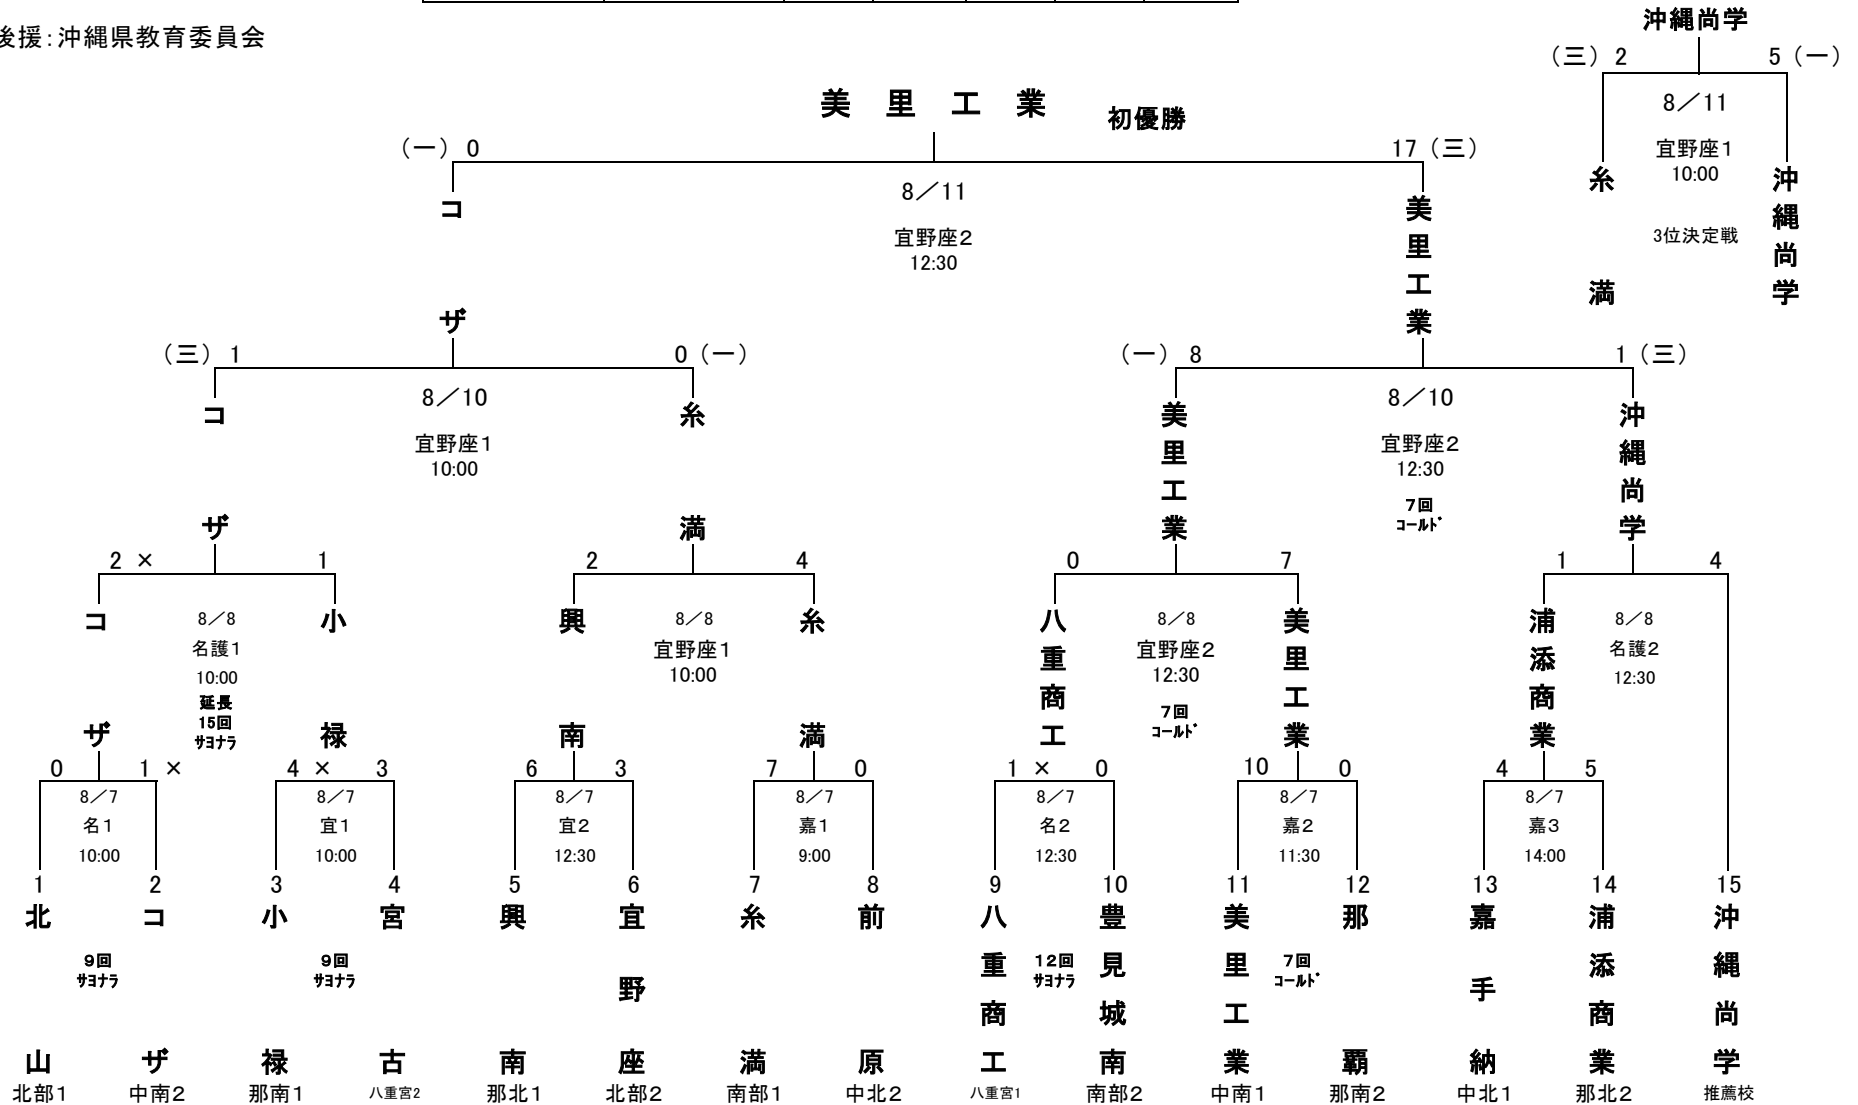 沖縄尚学
後援:沖縄県教育委員会
(三) 2 5 (一)
8/11
宜野座1
10:00
3位決定戦
糸満
沖縄尚学
美里工業 初優勝
(一) 0 17 (三)
8/11
宜野座2
12:30
コザ
美里工業
(三) 1 0 (一)
8/10
宜野座1
10:00
(一) 8 1 (三)
8/10
宜野座2
12:30
7回
コールド
コザ
糸満
美里工業
沖縄尚学
2 × 1
8/8
名護1
10:00
延長
15回
サヨナラ
2 4
8/8
宜野座1
10:00
0 7
8/8
宜野座2
12:30
7回
コールド
1 4
8/8
名護2
12:30
コザ
小禄
興南
糸満
八重商工
美里工業
浦添商業
0 1 ×
8/7
名1
10:00
4 × 3
8/7
宜1
10:00
6 3
8/7
宜2
12:30
7 0
8/7
嘉1
9:00
1 × 0
8/7
名2
12:30
10 0
8/7
嘉2
11:30
4 5
8/7
嘉3
14:00
1 2 3 4 5 6 7 8 9 10 11 12 13 14 15
北山
9回
サヨナラ
コザ
小禄
9回
サヨナラ
宮古
興南
宜野座
糸満
前原
八重商工
12回
サヨナラ
豊見城南
美里工業
7回
コールド
那覇
嘉手納
浦添商業
沖縄尚学
北部1 中南2 那南1 八重宮2 那北1 北部2 南部1 中北2 八重宮1 南部2 中南1 那南2 中北1 那北2 推薦校